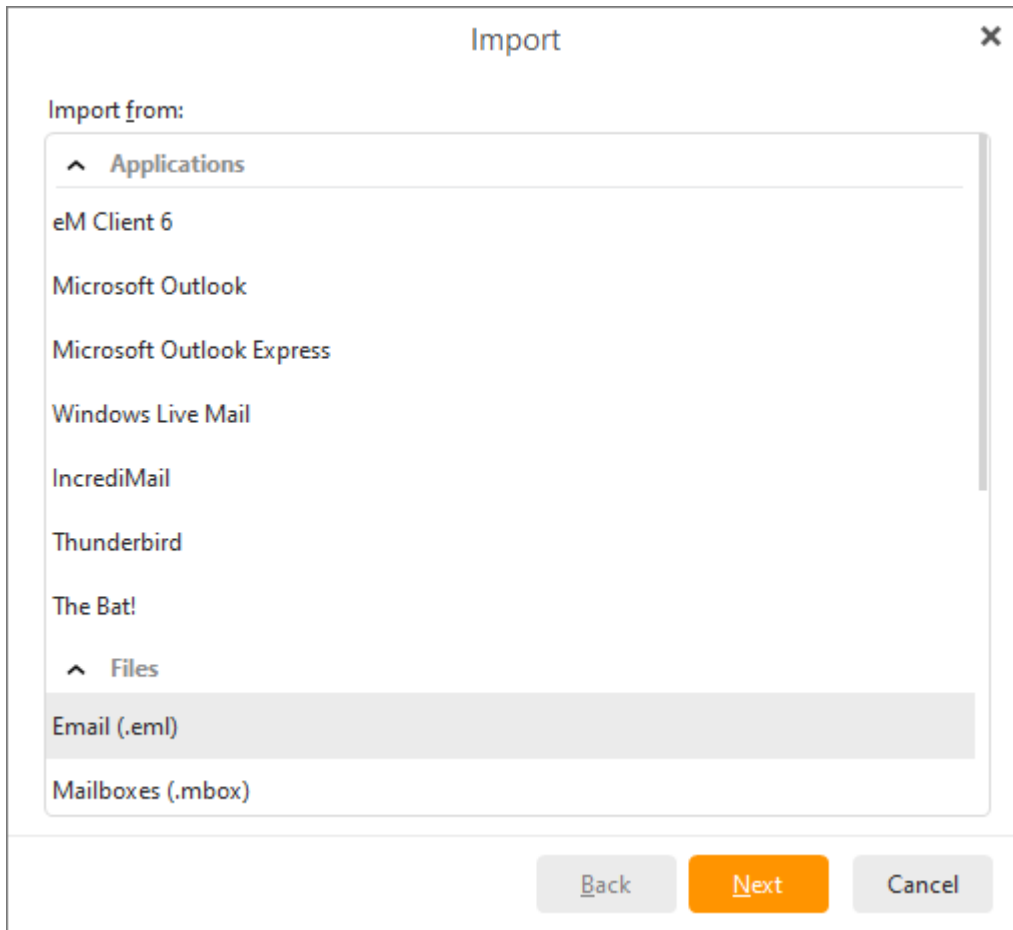 Import
Import from:
Applications
eM Client 6
Microsoft Outlook
Microsoft Outlook Express
Windows Live Mail
IncrediMail
Thunderbird
The Bat!
Files
Email (.eml)
Mailboxes (.mbox)
Back Next Cancel